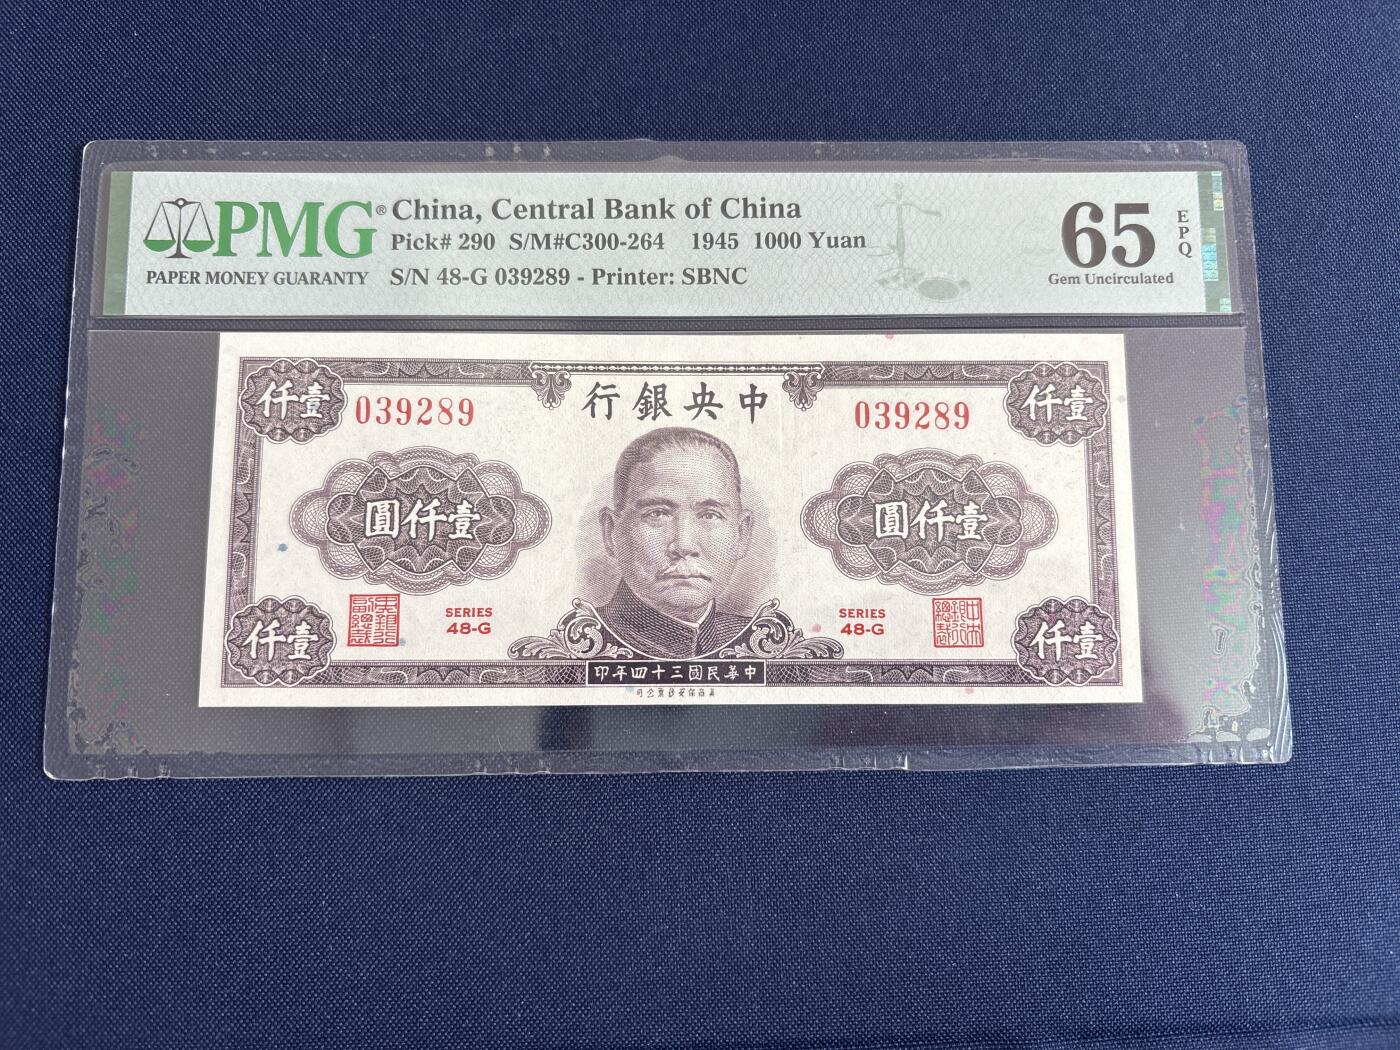 PMG®
PAPER MONEY GUARANTY
China, Central Bank of China
Pick# 290 S/M#C300-264 1945 1000 Yuan
S/N 48-G 039289 - Printer: SBNC
65
EPQ
Gem Uncirculated
行銀央中
仟壹
仟壹
039289
039289
圓仟壹
圓仟壹
SERIES
48-G
SERIES
48-G
仟壹
仟壹
印年四十三國民華中